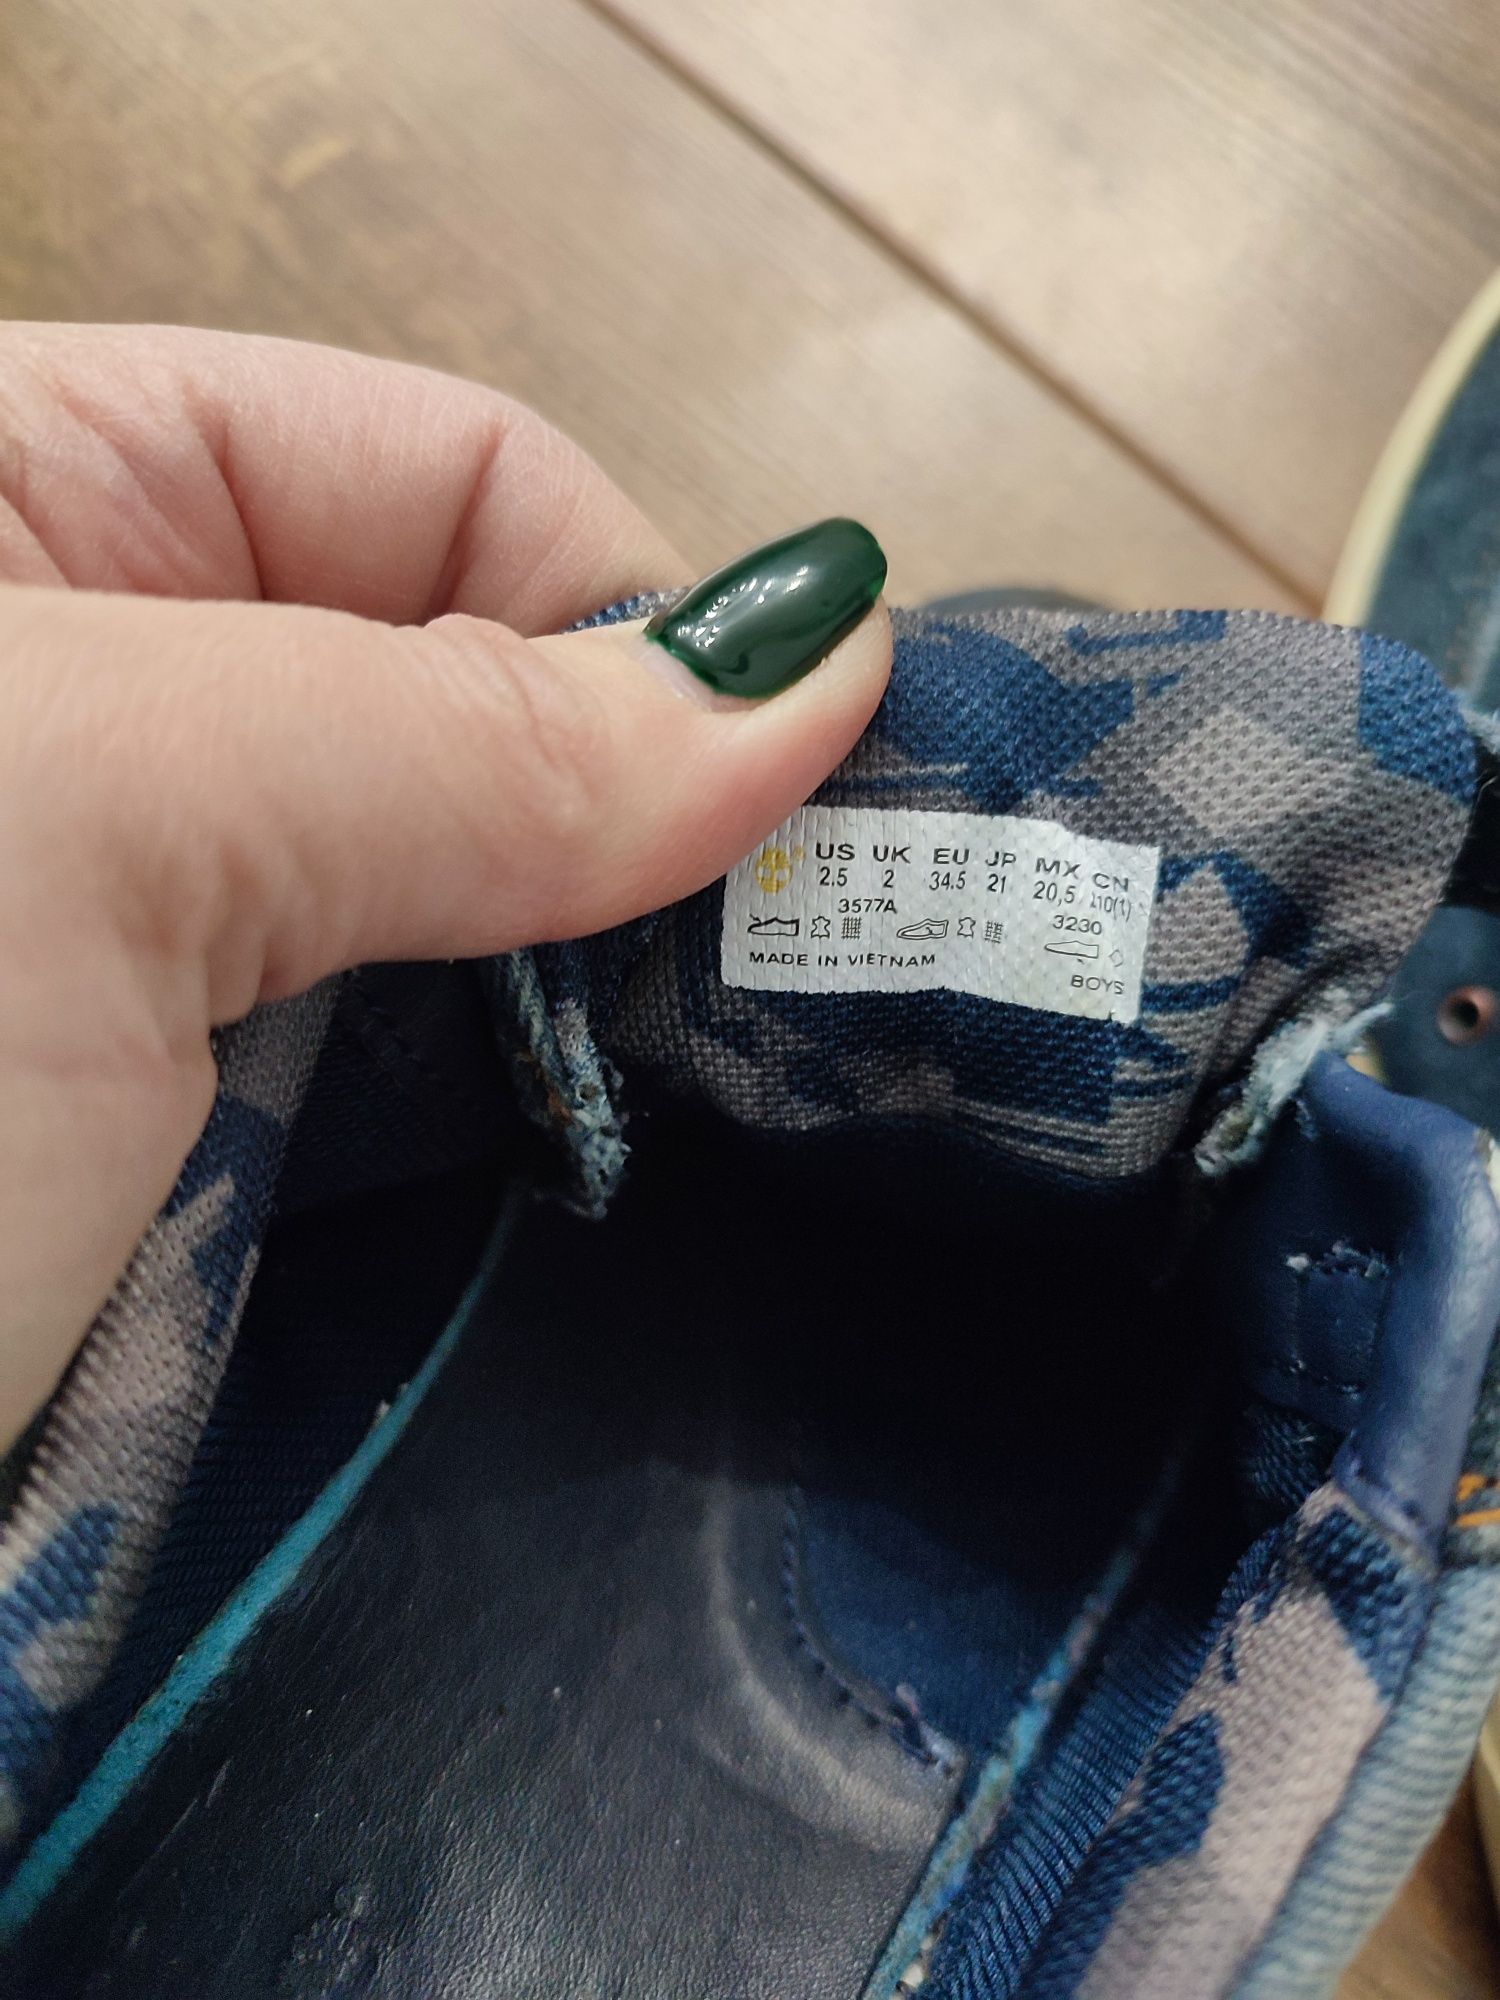 US UK EU JP MX CN
2.5 2 34.5 21 20,5 210(1)
3577A 3230
MADE IN VIETNAM
BOYS